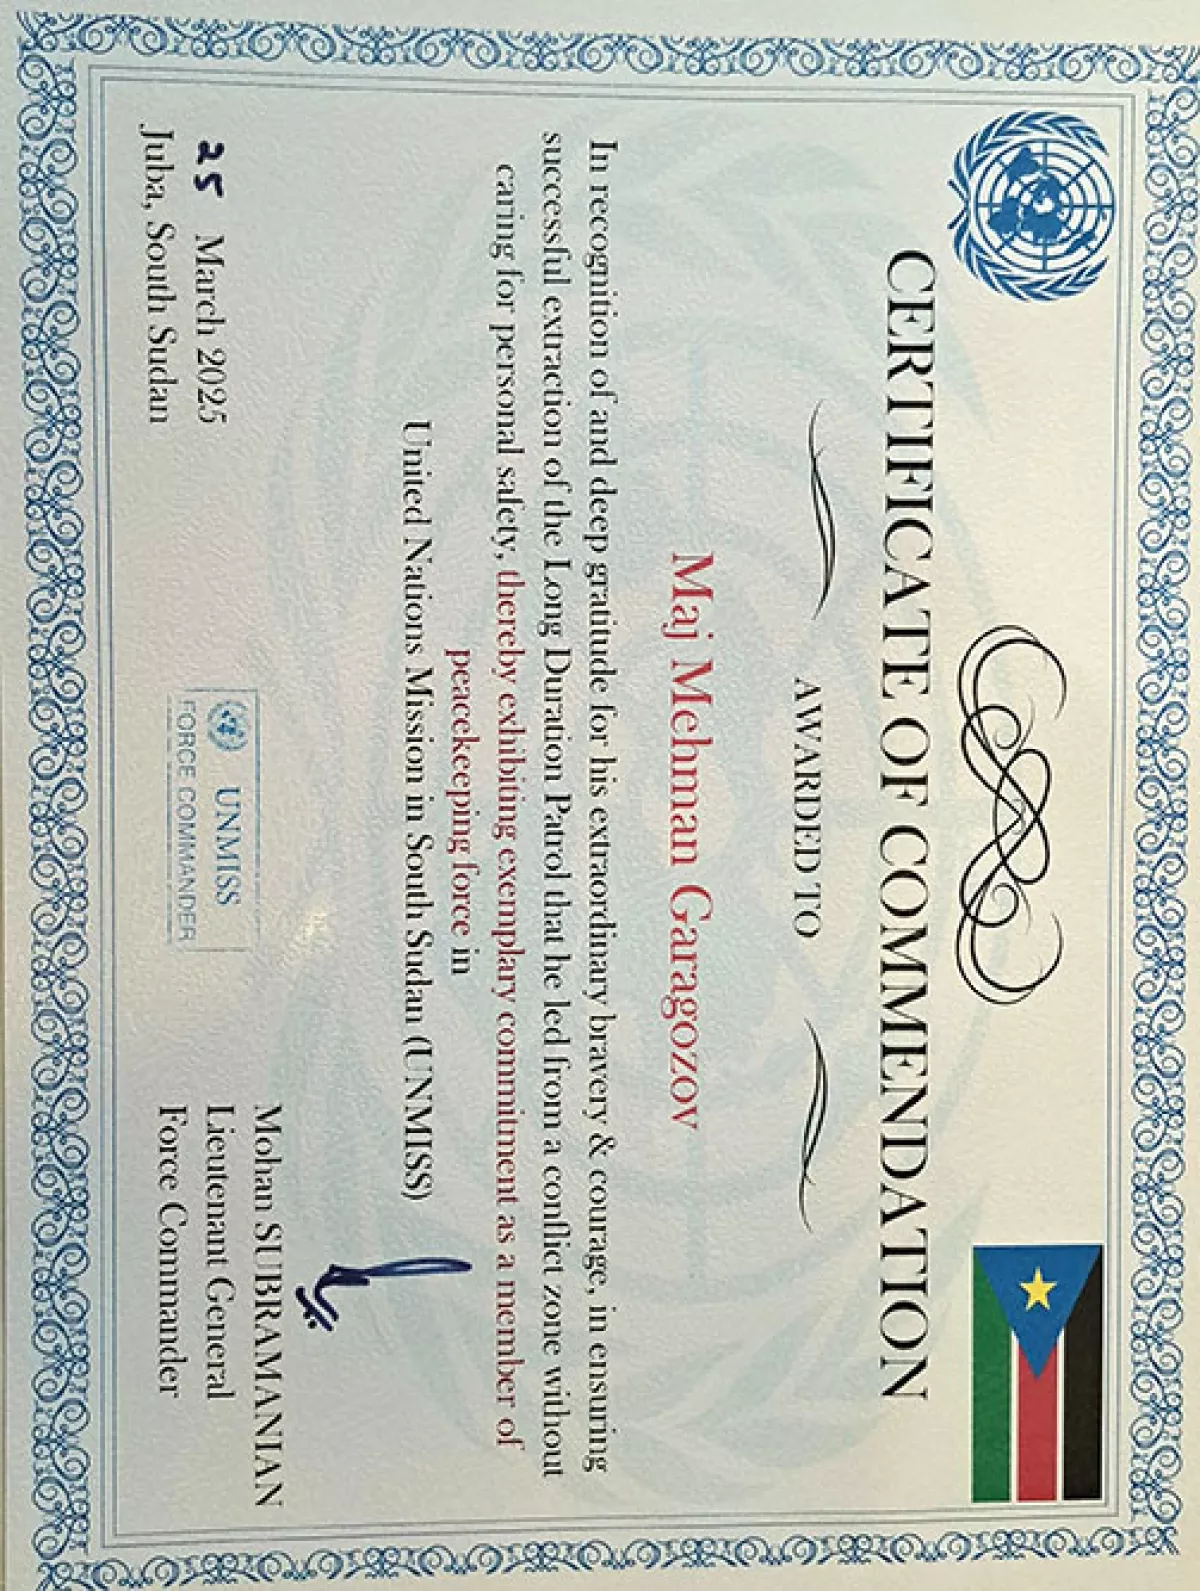 CERTIFICATE OF COMMENDATION
AWARDED TO
Maj Mehman Garagozov
In recognition of and deep gratitude for his extraordinary bravery & courage, in ensuring
successful extraction of the Long Duration Patrol that he led from a conflict zone without
caring for personal safety, thereby exhibiting exemplary commitment as a member of
peacekeeping force in
United Nations Mission in South Sudan (UNMISS)
25 March 2025
Juba, South Sudan
UNMISS
FORCE COMMANDER
Mohan SUBRAMANIAN
Lieutenant General
Force Commander